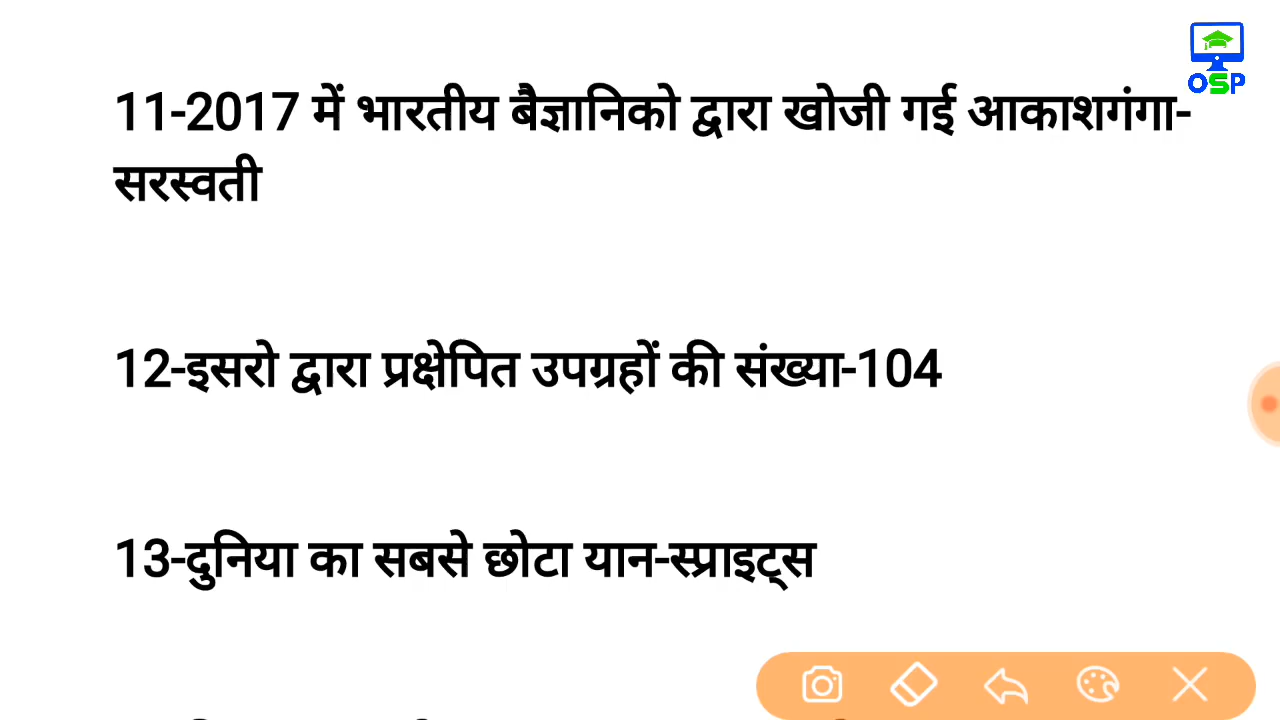 OSP
11-2017 में भारतीय बैज्ञानिको द्वारा खोजी गई आकाशगंगा-
सरस्वती
12-इसरो द्वारा प्रक्षेपित उपग्रहों की संख्या-104
13-दुनिया का सबसे छोटा यान-स्प्राइट्स